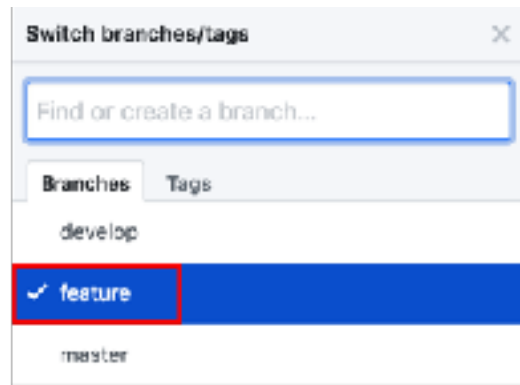 Switch branches/tags
Find or create a branch...
Branches Tags
develop
feature
master